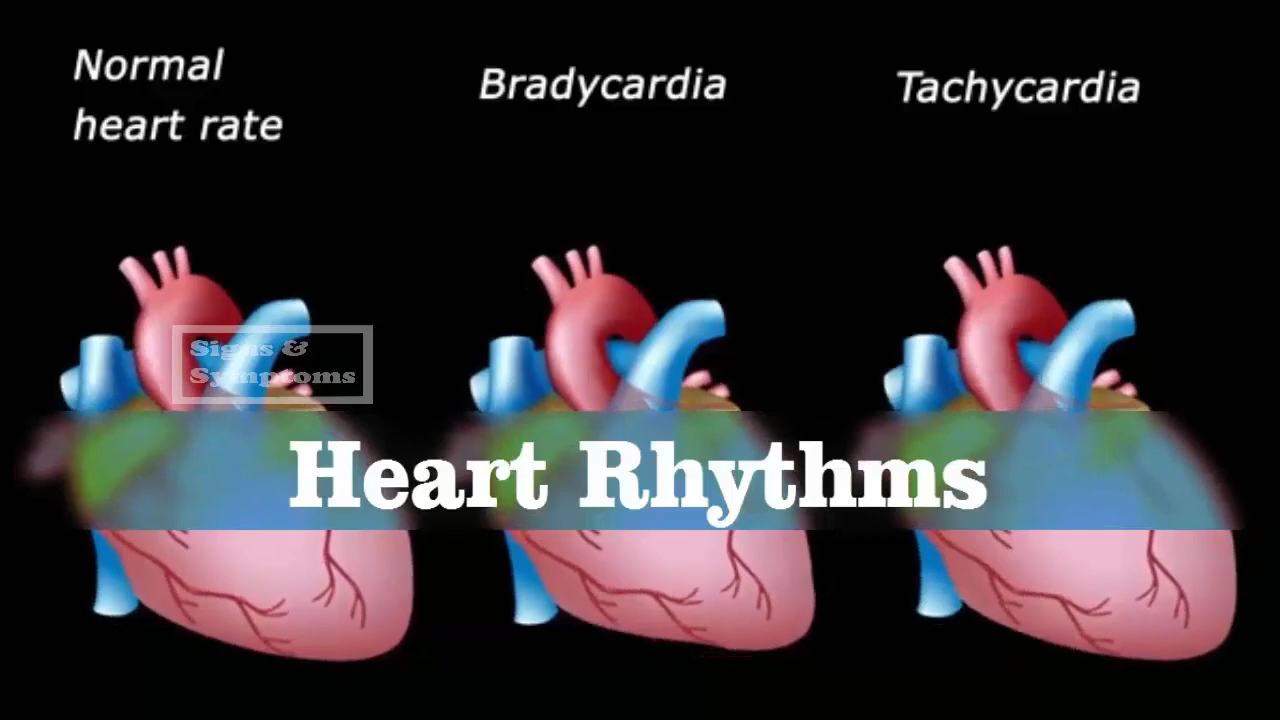 Normal
heart rate
Bradycardia
Tachycardia
Signs &
Symptoms
Heart Rhythms